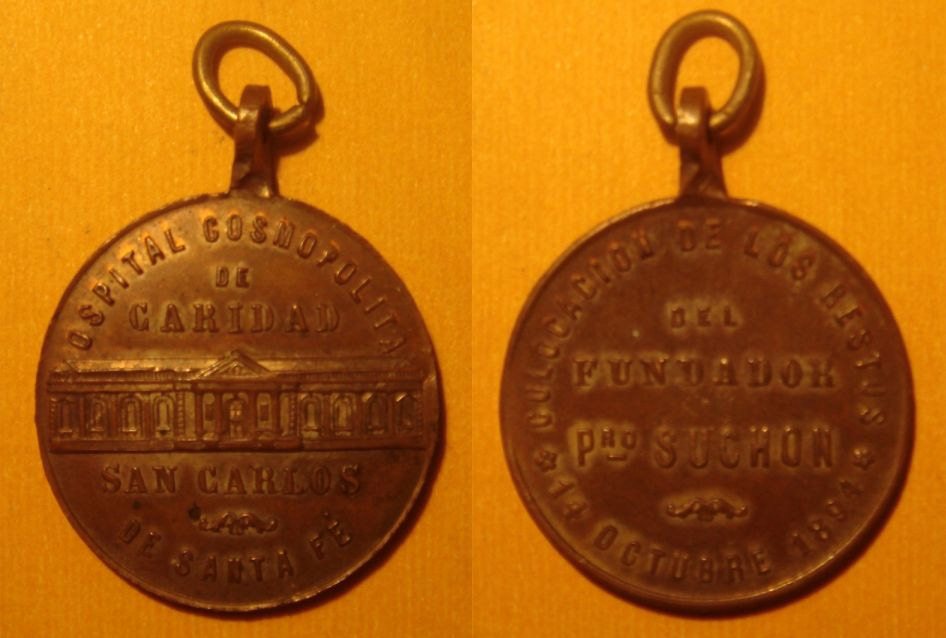 OSPITAL COSMOPOLITA
DE
CARIDAD
SAN CARLOS
DE SANTA FÉ
COLOCACION DE LOS RESTOS
DEL
FUNDADOR
PRO SUCHON
14 OCTUBRE 1894